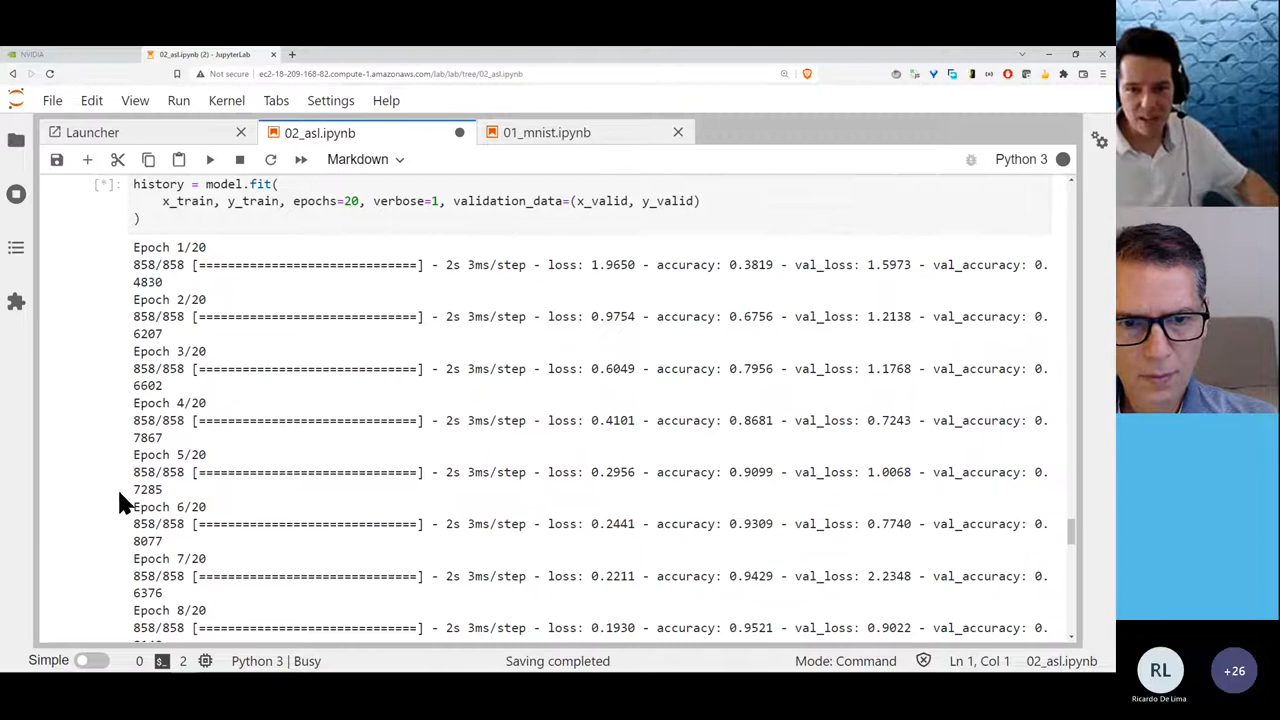 NVIDIA
02_asl.ipynb (2) - JupyterLab
Not secure
ec2-18-209-168-82.compute-1.amazonaws.com/lab/lab/tree/02_asl.ipynb
File Edit View Run Kernel Tabs Settings Help
Launcher
02_asl.ipynb
01_mnist.ipynb
Markdown
Python 3
[*]:
history = model.fit(
x_train, y_train, epochs=20, verbose=1, validation_data=(x_valid, y_valid)
)
Epoch 1/20
858/858 [==============================] - 2s 3ms/step - loss: 1.9650 - accuracy: 0.3819 - val_loss: 1.5973 - val_accuracy: 0.
4830
Epoch 2/20
858/858 [==============================] - 2s 3ms/step - loss: 0.9754 - accuracy: 0.6756 - val_loss: 1.2138 - val_accuracy: 0.
6207
Epoch 3/20
858/858 [==============================] - 2s 3ms/step - loss: 0.6049 - accuracy: 0.7956 - val_loss: 1.1768 - val_accuracy: 0.
6602
Epoch 4/20
858/858 [==============================] - 2s 3ms/step - loss: 0.4101 - accuracy: 0.8681 - val_loss: 0.7243 - val_accuracy: 0.
7867
Epoch 5/20
858/858 [==============================] - 2s 3ms/step - loss: 0.2956 - accuracy: 0.9099 - val_loss: 1.0068 - val_accuracy: 0.
7285
Epoch 6/20
858/858 [==============================] - 2s 3ms/step - loss: 0.2441 - accuracy: 0.9309 - val_loss: 0.7740 - val_accuracy: 0.
8077
Epoch 7/20
858/858 [==============================] - 2s 3ms/step - loss: 0.2211 - accuracy: 0.9429 - val_loss: 2.2348 - val_accuracy: 0.
6376
Epoch 8/20
858/858 [==============================] - 2s 3ms/step - loss: 0.1930 - accuracy: 0.9521 - val_loss: 0.9022 - val_accuracy: 0.
Simple 0 2 Python 3 | Busy Saving completed Mode: Command Ln 1, Col 1 02_asl.ipynb
RL
Ricardo De Lima
+26